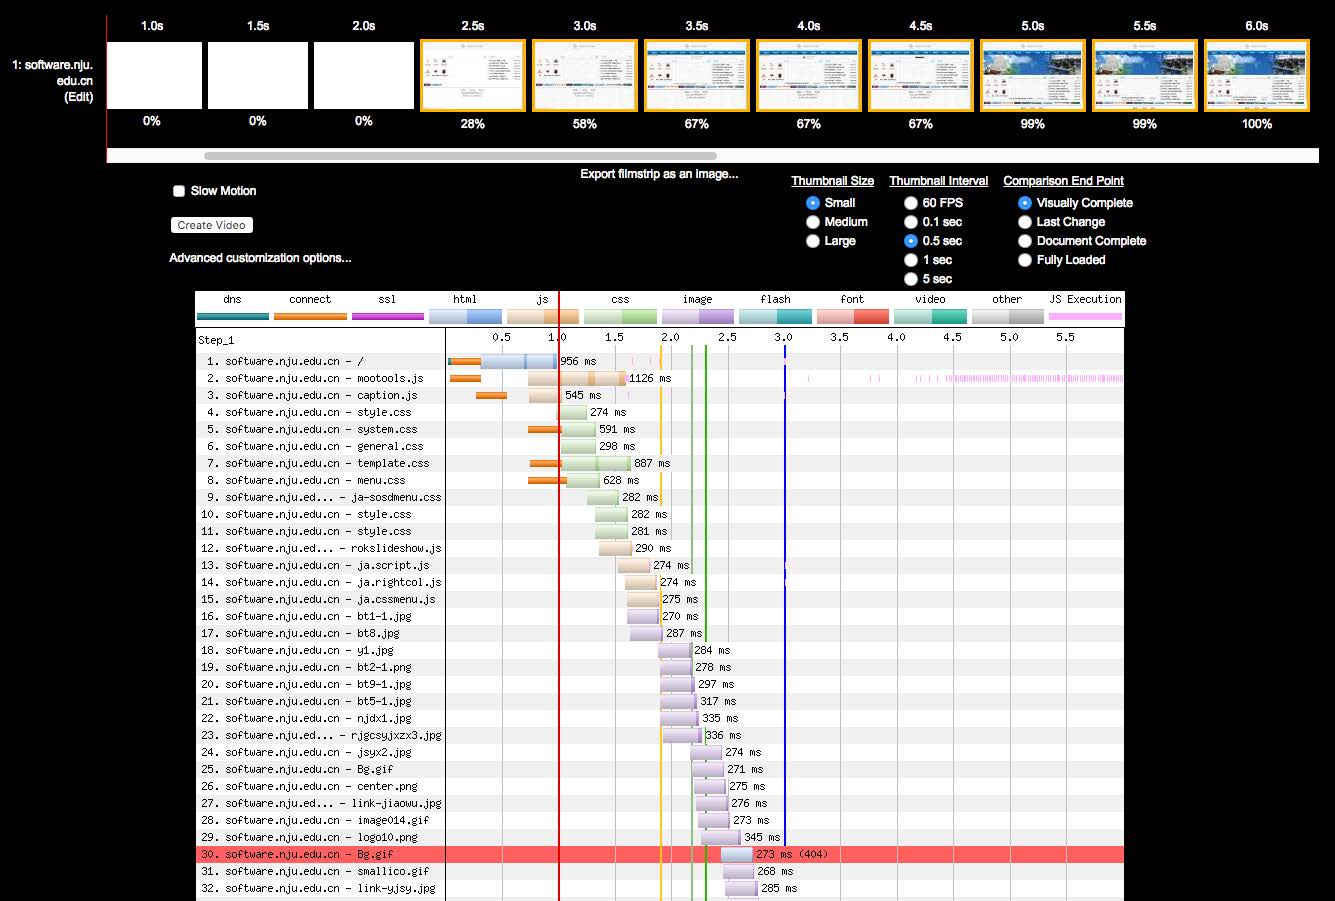 1.0s 1.5s 2.0s 2.5s 3.0s 3.5s 4.0s 4.5s 5.0s 5.5s 6.0s
1: software.nju.
edu.cn
(Edit)
0% 0% 0% 28% 58% 67% 67% 67% 99% 99% 100%
Export filmstrip as an image...
Slow Motion
Create Video
Advanced customization options...
Thumbnail Size
Small
Medium
Large
Thumbnail Interval
60 FPS
0.1 sec
0.5 sec
1 sec
5 sec
Comparison End Point
Visually Complete
Last Change
Document Complete
Fully Loaded
dns connect ssl html js css image flash font video other JS Execution
Step_1 0.5 1.0 1.5 2.0 2.5 3.0 3.5 4.0 4.5 5.0 5.5
1. software.nju.edu.cn - / 956 ms
2. software.nju.edu.cn - mootools.js 1126 ms
3. software.nju.edu.cn - caption.js 545 ms
4. software.nju.edu.cn - style.css 274 ms
5. software.nju.edu.cn - system.css 591 ms
6. software.nju.edu.cn - general.css 298 ms
7. software.nju.edu.cn - template.css 887 ms
8. software.nju.edu.cn - menu.css 628 ms
9. software.nju.ed... - ja-sosdmenu.css 282 ms
10. software.nju.edu.cn - style.css 282 ms
11. software.nju.edu.cn - style.css 281 ms
12. software.nju.ed... - rokslideshow.js 290 ms
13. software.nju.edu.cn - ja.script.js 274 ms
14. software.nju.edu.cn - ja.rightcol.js 274 ms
15. software.nju.edu.cn - ja.cssmenu.js 275 ms
16. software.nju.edu.cn - bt1-1.jpg 270 ms
17. software.nju.edu.cn - bt8.jpg 287 ms
18. software.nju.edu.cn - y1.jpg 284 ms
19. software.nju.edu.cn - bt2-1.png 278 ms
20. software.nju.edu.cn - bt9-1.jpg 297 ms
21. software.nju.edu.cn - bt5-1.jpg 317 ms
22. software.nju.edu.cn - njdx1.jpg 335 ms
23. software.nju.ed... - rjgcsyjxzx3.jpg 336 ms
24. software.nju.edu.cn - jsyx2.jpg 274 ms
25. software.nju.edu.cn - Bg.gif 271 ms
26. software.nju.edu.cn - center.png 275 ms
27. software.nju.ed... - link-jiaowu.jpg 276 ms
28. software.nju.edu.cn - image014.gif 273 ms
29. software.nju.edu.cn - logo10.png 345 ms
30. software.nju.edu.cn - Bg.gif 273 ms (404)
31. software.nju.edu.cn - smallico.gif 268 ms
32. software.nju.edu.cn - link-yjsy.jpg 285 ms